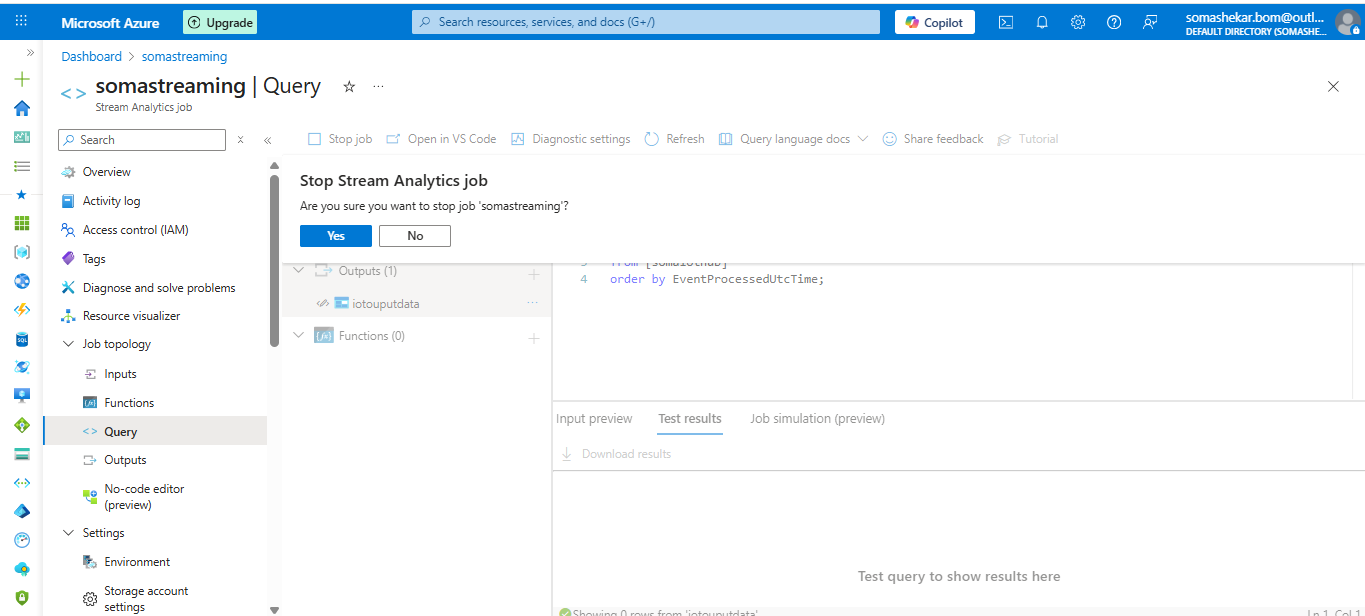 Microsoft Azure
Upgrade
Search resources, services, and docs (G+/)
Copilot
somashekar.bom@outl...
DEFAULT DIRECTORY (SOMASHE...
Dashboard > somastreaming
somastreaming | Query
Stream Analytics job
Search
Stop job
Open in VS Code
Diagnostic settings
Refresh
Query language docs
Share feedback
Tutorial
Overview
Activity log
Access control (IAM)
Tags
Diagnose and solve problems
Resource visualizer
Job topology
Inputs
Functions
Query
Outputs
No-code editor
(preview)
Settings
Environment
Storage account
settings
Stop Stream Analytics job
Are you sure you want to stop job 'somastreaming'?
Yes
No
Outputs (1)
iotouputdata
Functions (0)
3 from [somaiothub]
4 order by EventProcessedUtcTime;
Input preview
Test results
Job simulation (preview)
Download results
Test query to show results here
Showing 0 rows from 'iotouputdata'.
Ln 1, Col 1